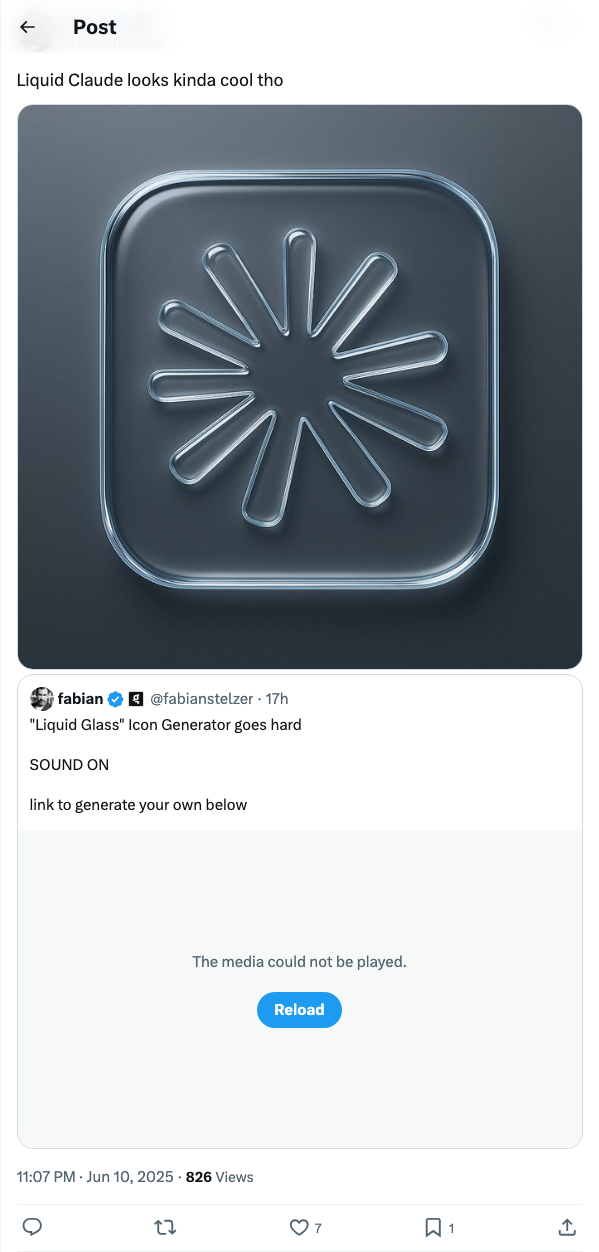 Post
Liquid Claude looks kinda cool tho
fabian @fabianstelzer · 17h
"Liquid Glass" Icon Generator goes hard
SOUND ON
link to generate your own below
The media could not be played.
Reload
11:07 PM · Jun 10, 2025 · 826 Views
7
1